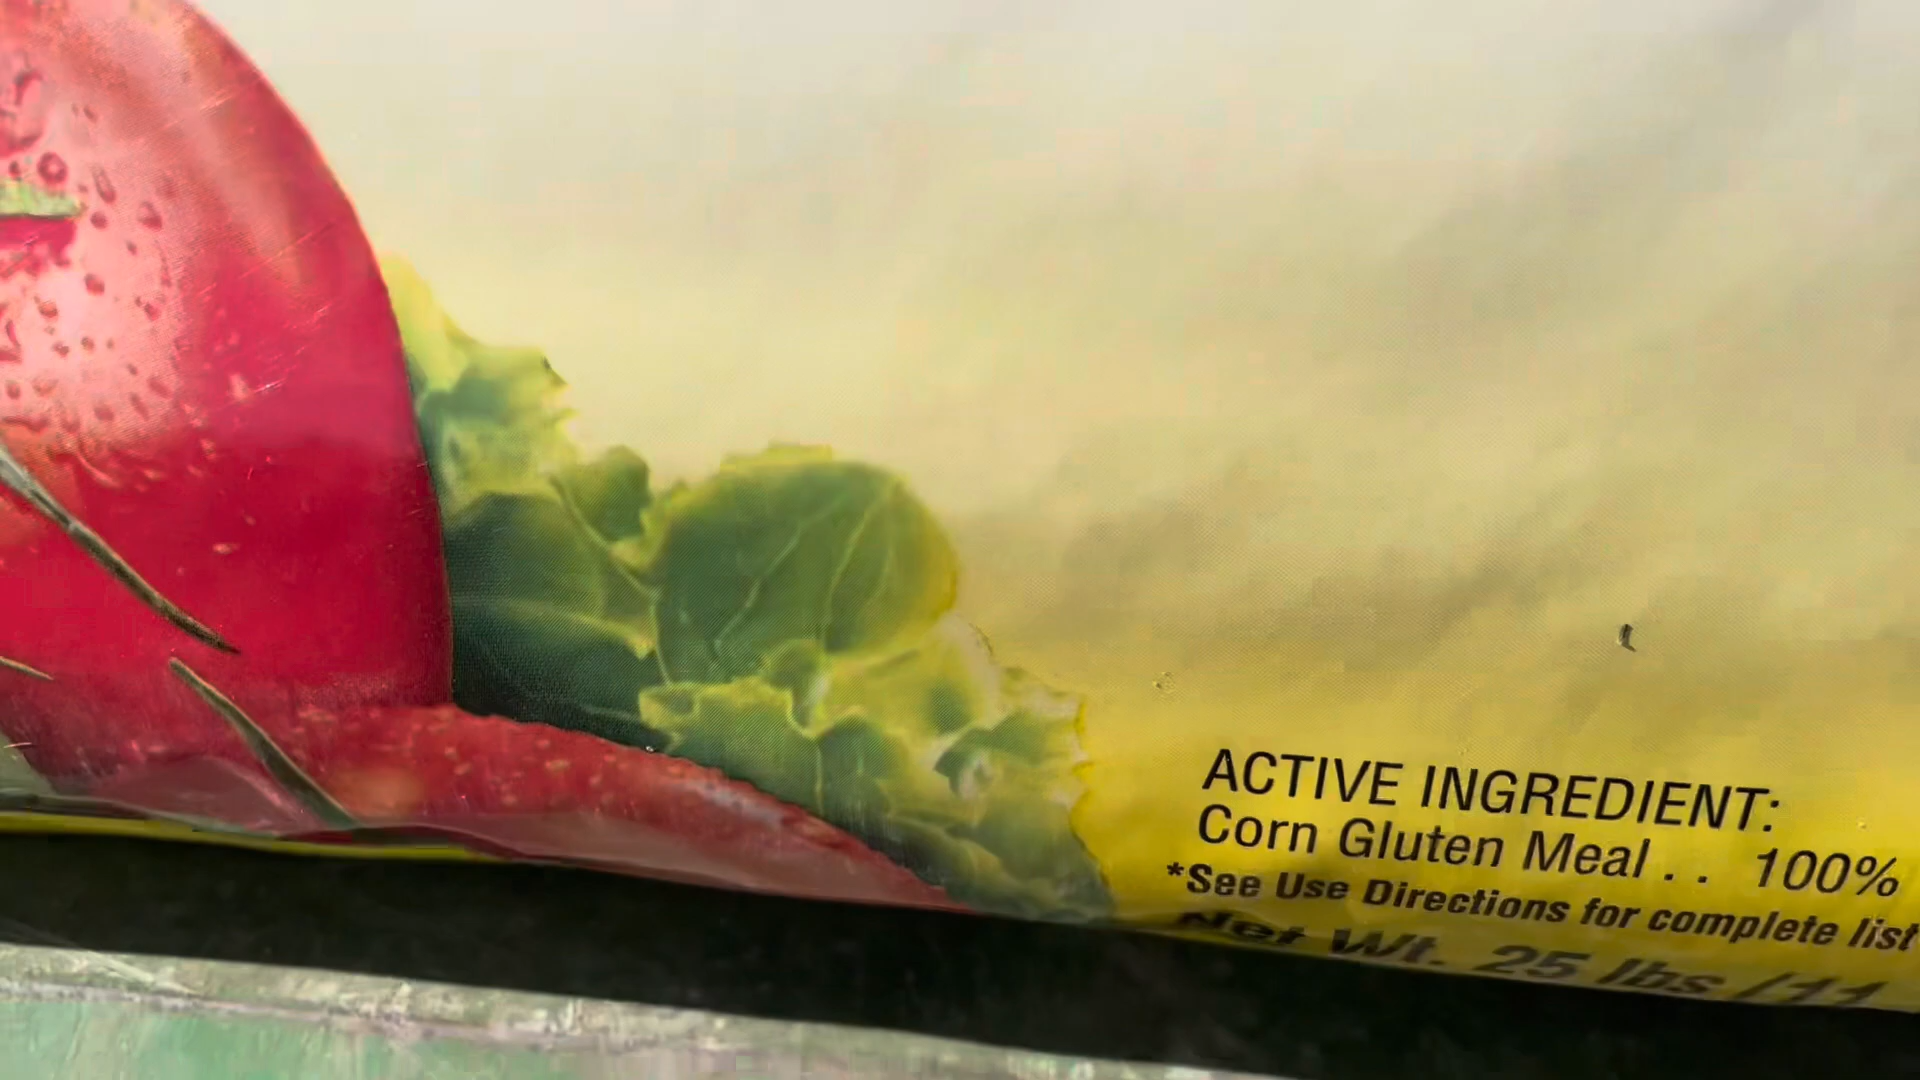 ACTIVE INGREDIENT:
Corn Gluten Meal . . 100%
*See Use Directions for complete list
Net Wt. 25 lbs /11